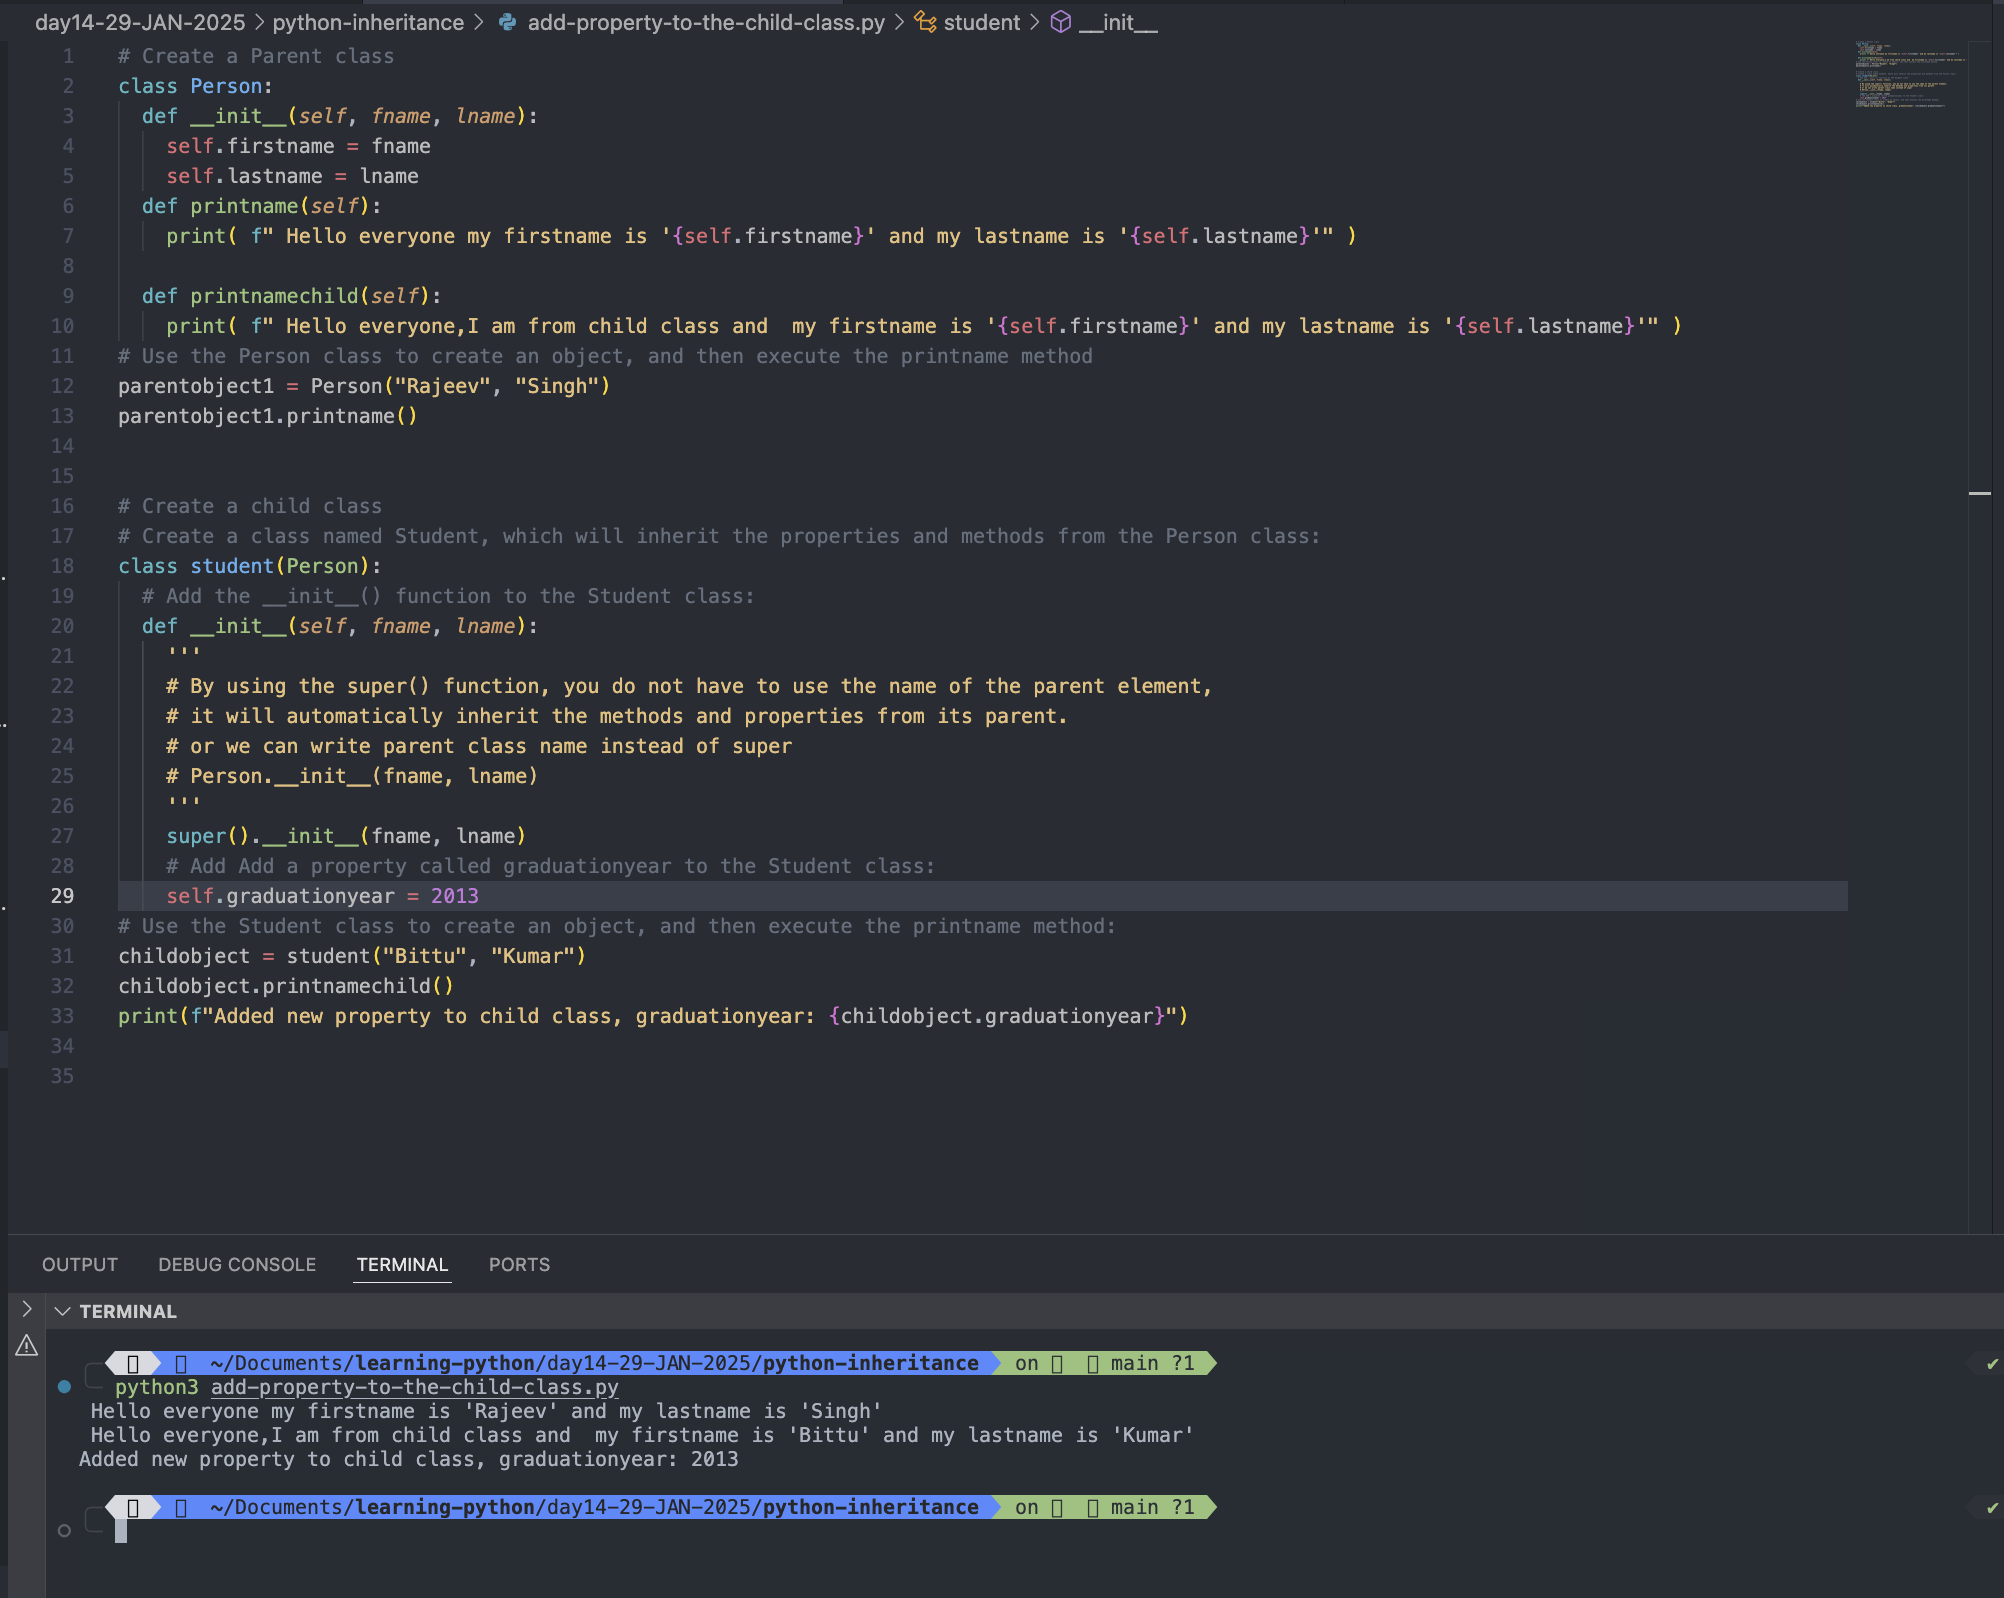 day14-29-JAN-2025 > python-inheritance > add-property-to-the-child-class.py > student > __init__
1 # Create a Parent class
2 class Person:
3   def __init__(self, fname, lname):
4     self.firstname = fname
5     self.lastname = lname
6   def printname(self):
7     print( f" Hello everyone my firstname is '{self.firstname}' and my lastname is '{self.lastname}'" )
8
9   def printnamechild(self):
10     print( f" Hello everyone,I am from child class and  my firstname is '{self.firstname}' and my lastname is '{self.lastname}'" )
11 # Use the Person class to create an object, and then execute the printname method
12 parentobject1 = Person("Rajeev", "Singh")
13 parentobject1.printname()
14
15
16 # Create a child class
17 # Create a class named Student, which will inherit the properties and methods from the Person class:
18 class student(Person):
19   # Add the __init__() function to the Student class:
20   def __init__(self, fname, lname):
21     '''
22     # By using the super() function, you do not have to use the name of the parent element,
23     # it will automatically inherit the methods and properties from its parent.
24     # or we can write parent class name instead of super
25     # Person.__init__(fname, lname)
26     '''
27     super().__init__(fname, lname)
28     # Add Add a property called graduationyear to the Student class:
29     self.graduationyear = 2013
30 # Use the Student class to create an object, and then execute the printname method:
31 childobject = student("Bittu", "Kumar")
32 childobject.printnamechild()
33 print(f"Added new property to child class, graduationyear: {childobject.graduationyear}")
34
35
OUTPUT DEBUG CONSOLE TERMINAL PORTS
TERMINAL
~/Documents/learning-python/day14-29-JAN-2025/python-inheritance on main ?1 ✔
python3 add-property-to-the-child-class.py
 Hello everyone my firstname is 'Rajeev' and my lastname is 'Singh'
 Hello everyone,I am from child class and  my firstname is 'Bittu' and my lastname is 'Kumar'
Added new property to child class, graduationyear: 2013
~/Documents/learning-python/day14-29-JAN-2025/python-inheritance on main ?1 ✔